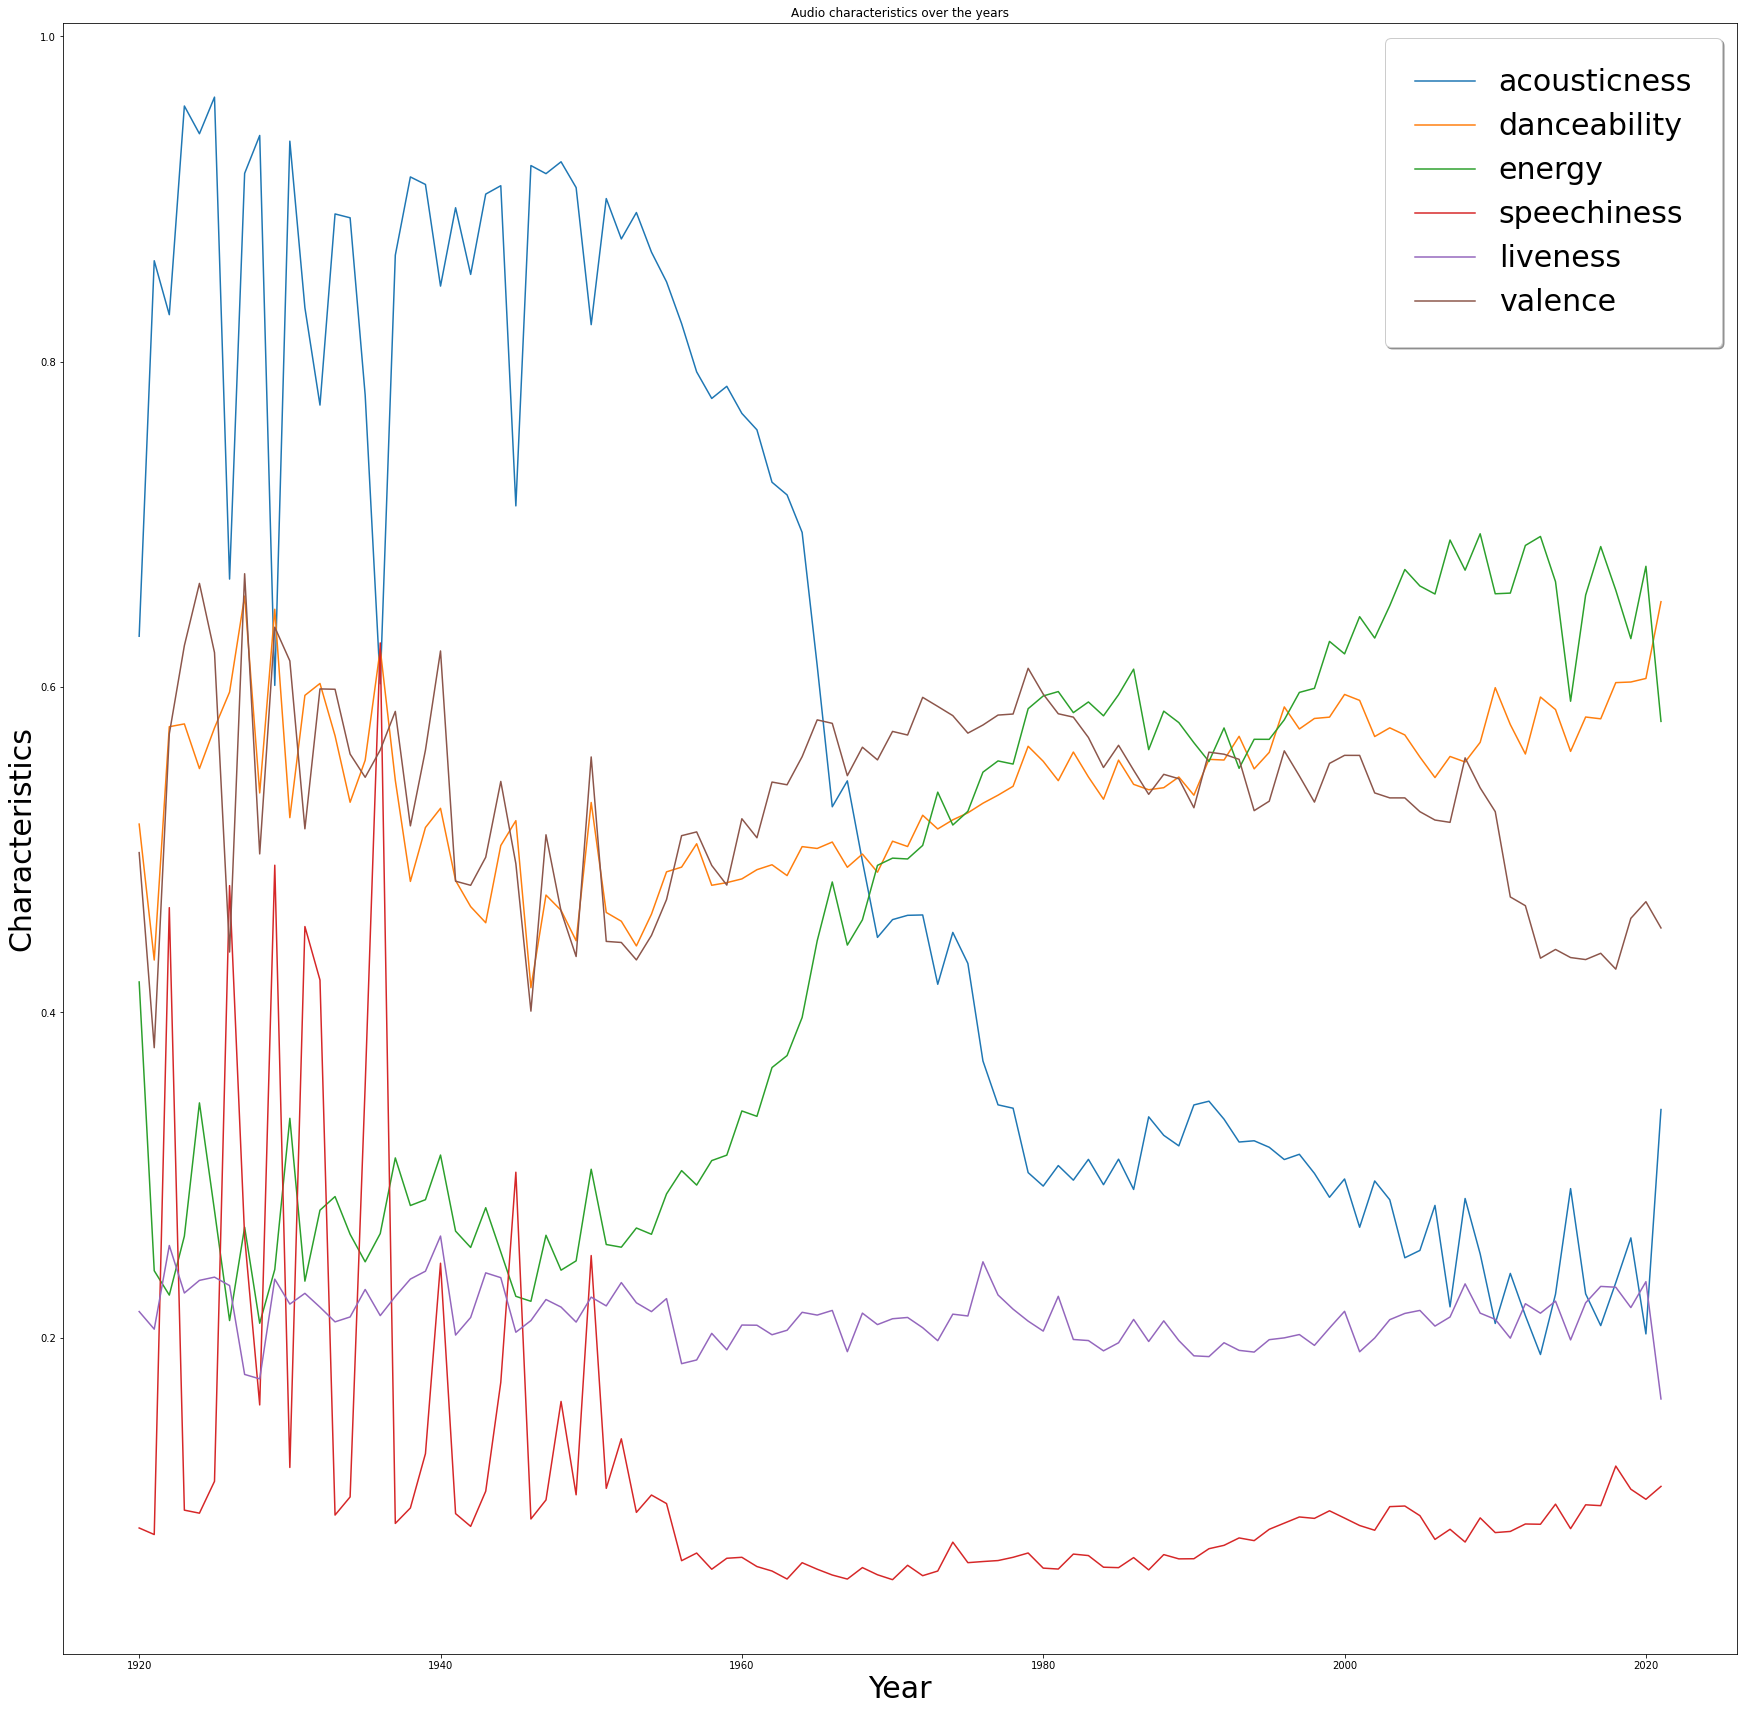 Audio characteristics over the years
1.0
0.8
0.6
0.4
0.2
Characteristics
acousticness
danceability
energy
speechiness
liveness
valence
1920 1940 1960 1980 2000 2020
Year